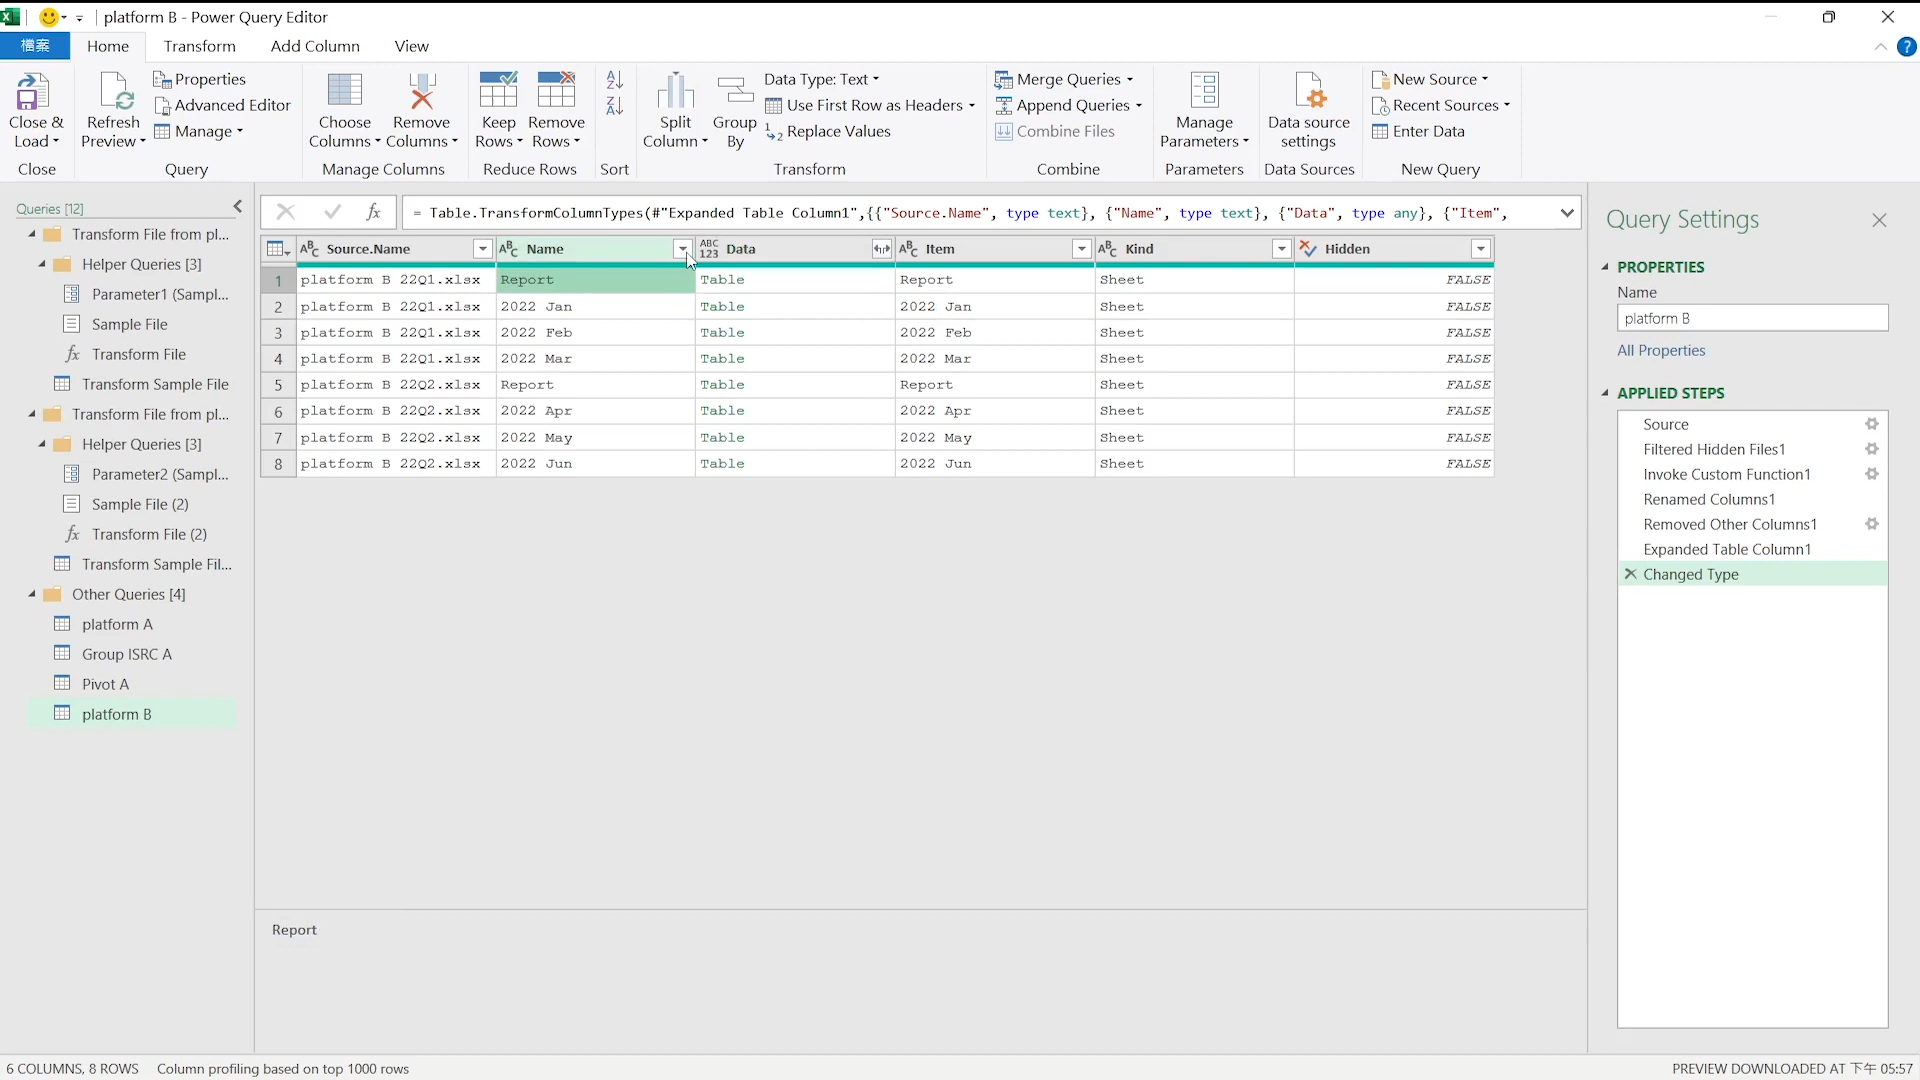 platform B - Power Query Editor
檔案
Home
Transform
Add Column
View
?
Close &
Load
Close
Refresh
Preview
Properties
Advanced Editor
Manage
Query
Choose
Columns
Remove
Columns
Manage Columns
Keep
Rows
Remove
Rows
Reduce Rows
Sort
Split
Column
Group
By
Data Type: Text
Use First Row as Headers
Replace Values
Transform
Merge Queries
Append Queries
Combine Files
Combine
Manage
Parameters
Parameters
Data source
settings
Data Sources
New Source
Recent Sources
Enter Data
New Query
Queries [12]
Transform File from pl...
Helper Queries [3]
Parameter1 (Sampl...
Sample File
fx Transform File
Transform Sample File
Transform File from pl...
Helper Queries [3]
Parameter2 (Sampl...
Sample File (2)
fx Transform File (2)
Transform Sample Fil...
Other Queries [4]
platform A
Group ISRC A
Pivot A
platform B
fx
= Table.TransformColumnTypes(#"Expanded Table Column1",{{"Source.Name", type text}, {"Name", type text}, {"Data", type any}, {"Item",
ABC Source.Name ABC Name ABC 123 Data ABC Item ABC Kind Hidden
1 platform B 22Q1.xlsx Report Table Report Sheet FALSE
2 platform B 22Q1.xlsx 2022 Jan Table 2022 Jan Sheet FALSE
3 platform B 22Q1.xlsx 2022 Feb Table 2022 Feb Sheet FALSE
4 platform B 22Q1.xlsx 2022 Mar Table 2022 Mar Sheet FALSE
5 platform B 22Q2.xlsx Report Table Report Sheet FALSE
6 platform B 22Q2.xlsx 2022 Apr Table 2022 Apr Sheet FALSE
7 platform B 22Q2.xlsx 2022 May Table 2022 May Sheet FALSE
8 platform B 22Q2.xlsx 2022 Jun Table 2022 Jun Sheet FALSE
Report
Query Settings
PROPERTIES
Name
platform B
All Properties
APPLIED STEPS
Source
Filtered Hidden Files1
Invoke Custom Function1
Renamed Columns1
Removed Other Columns1
Expanded Table Column1
Changed Type
6 COLUMNS, 8 ROWS
Column profiling based on top 1000 rows
PREVIEW DOWNLOADED AT 下午 05:57